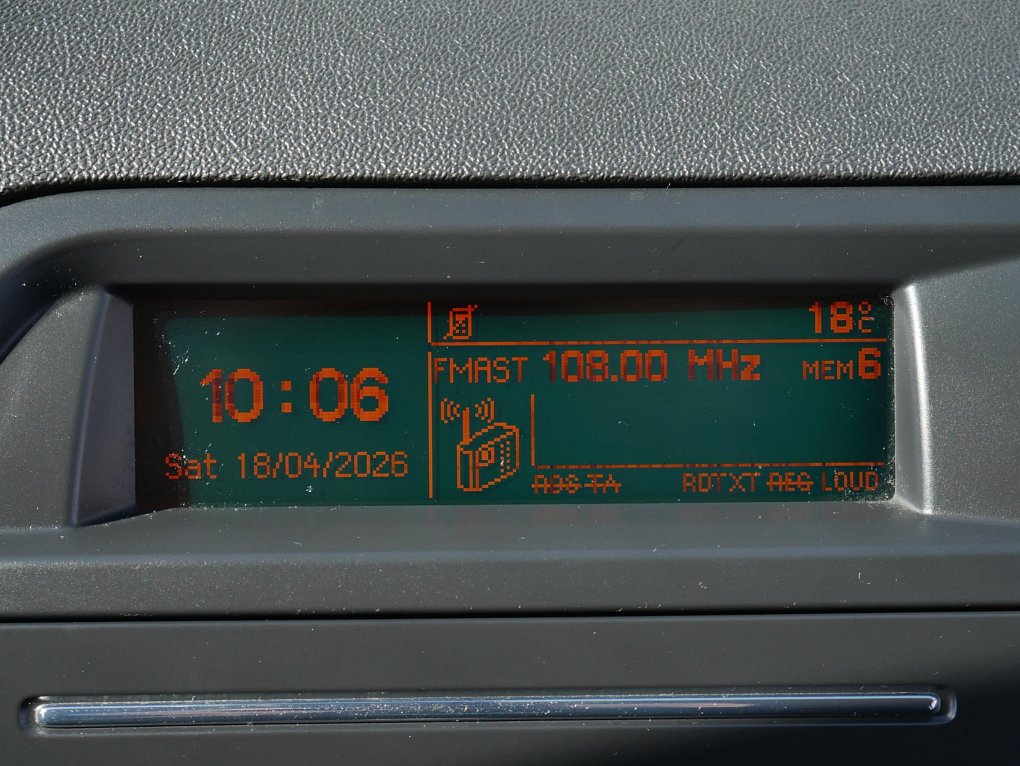 18°C
FMAST 108.00 MHz MEM 6
10:06
Sat 18/04/2026
RDS TA RDTXT REG LOUD